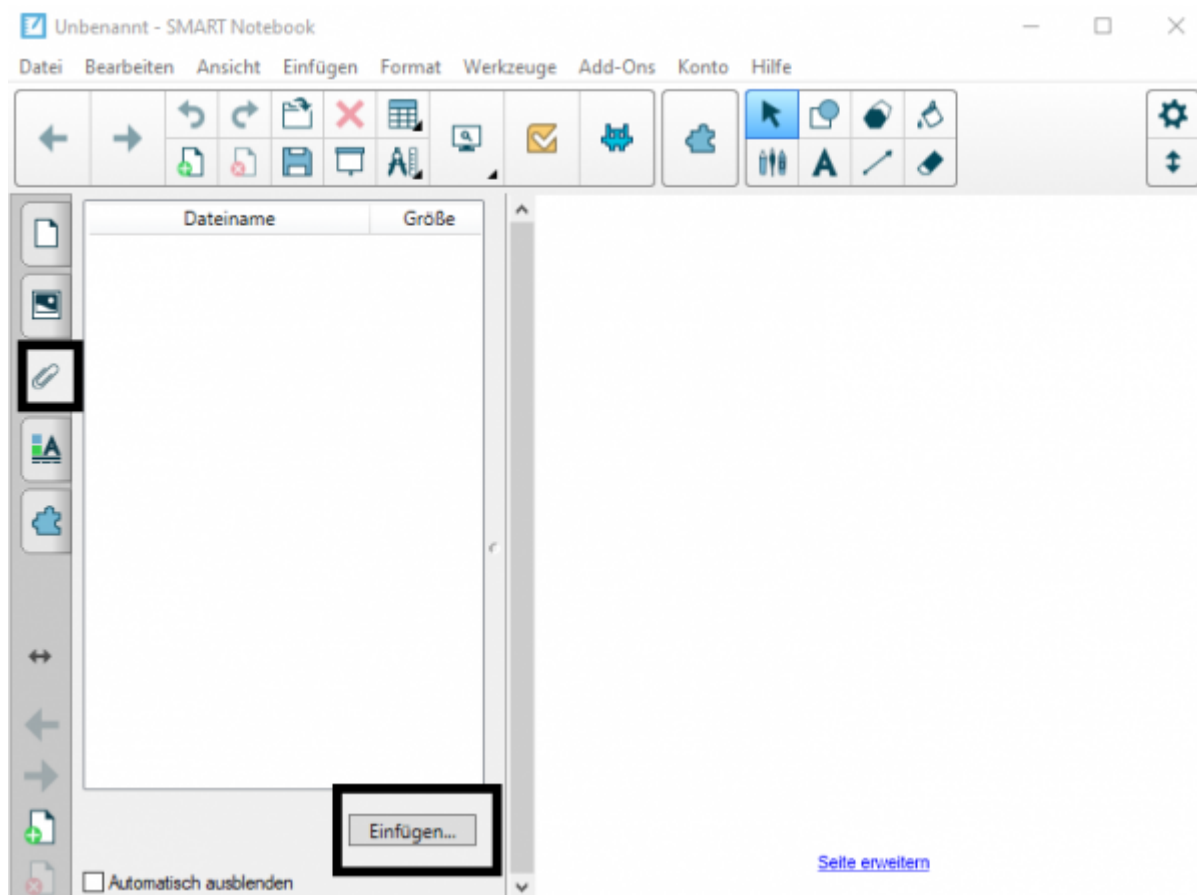 Unbenannt - SMART Notebook
Datei Bearbeiten Ansicht Einfügen Format Werkzeuge Add-Ons Konto Hilfe
Dateiname Größe
Einfügen...
Automatisch ausblenden
Seite erweitern